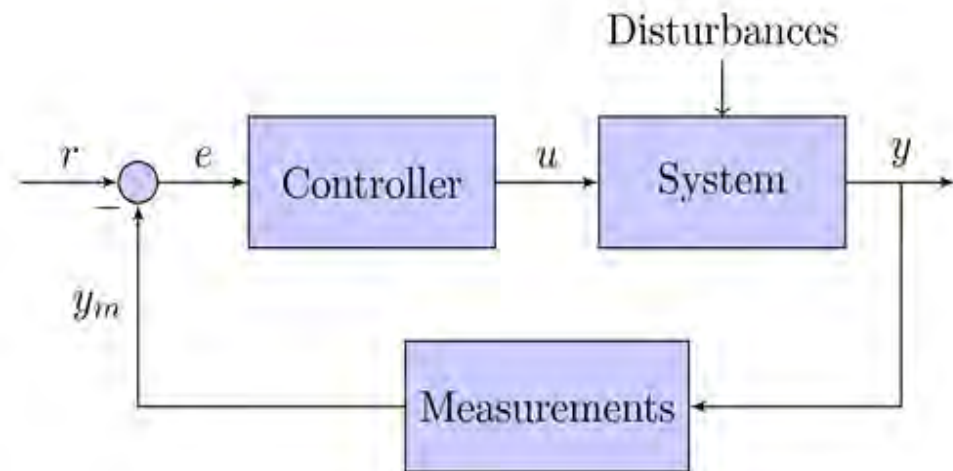 Disturbances
r
e
Controller
u
System
y
−
y_m
Measurements